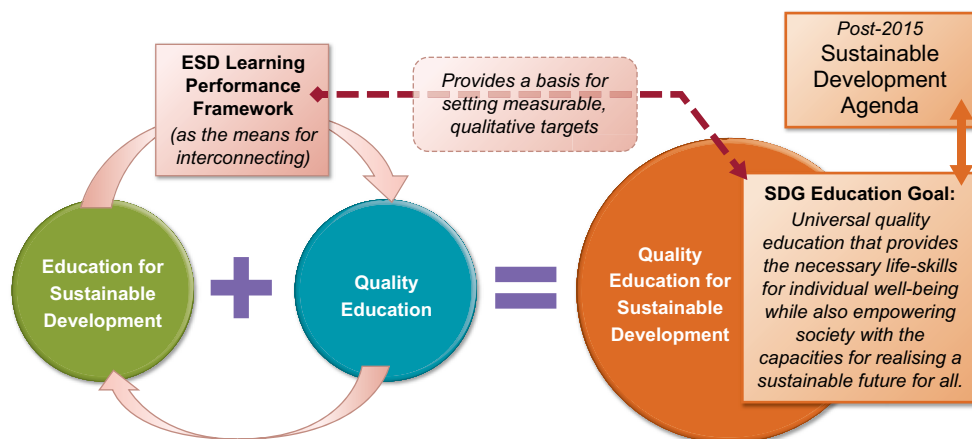 ESD Learning
Performance
Framework
(as the means for
interconnecting)
Provides a basis for
setting measurable,
qualitative targets
Post-2015
Sustainable
Development
Agenda
Education for
Sustainable
Development
Quality
Education
Quality
Education for
Sustainable
Development
SDG Education Goal:
Universal quality
education that provides
the necessary life-skills
for individual well-being
while also empowering
society with the
capacities for realising a
sustainable future for all.